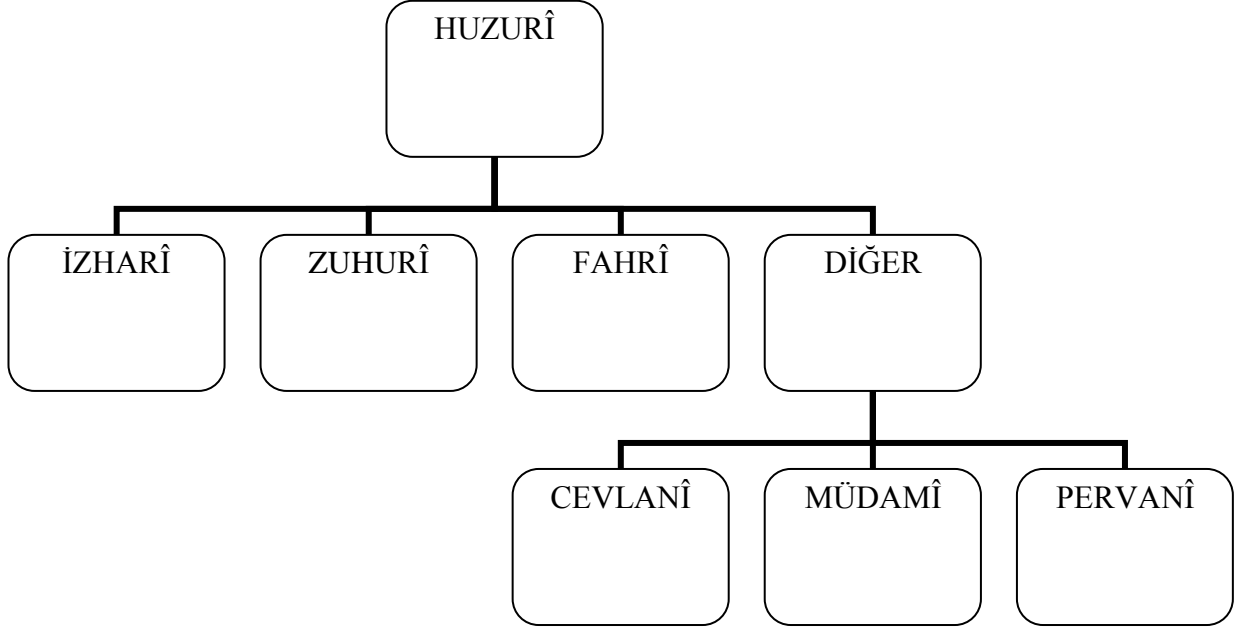 HUZURÎ
İZHARÎ
ZUHURÎ
FAHRÎ
DİĞER
CEVLANÎ
MÜDAMÎ
PERVANÎ